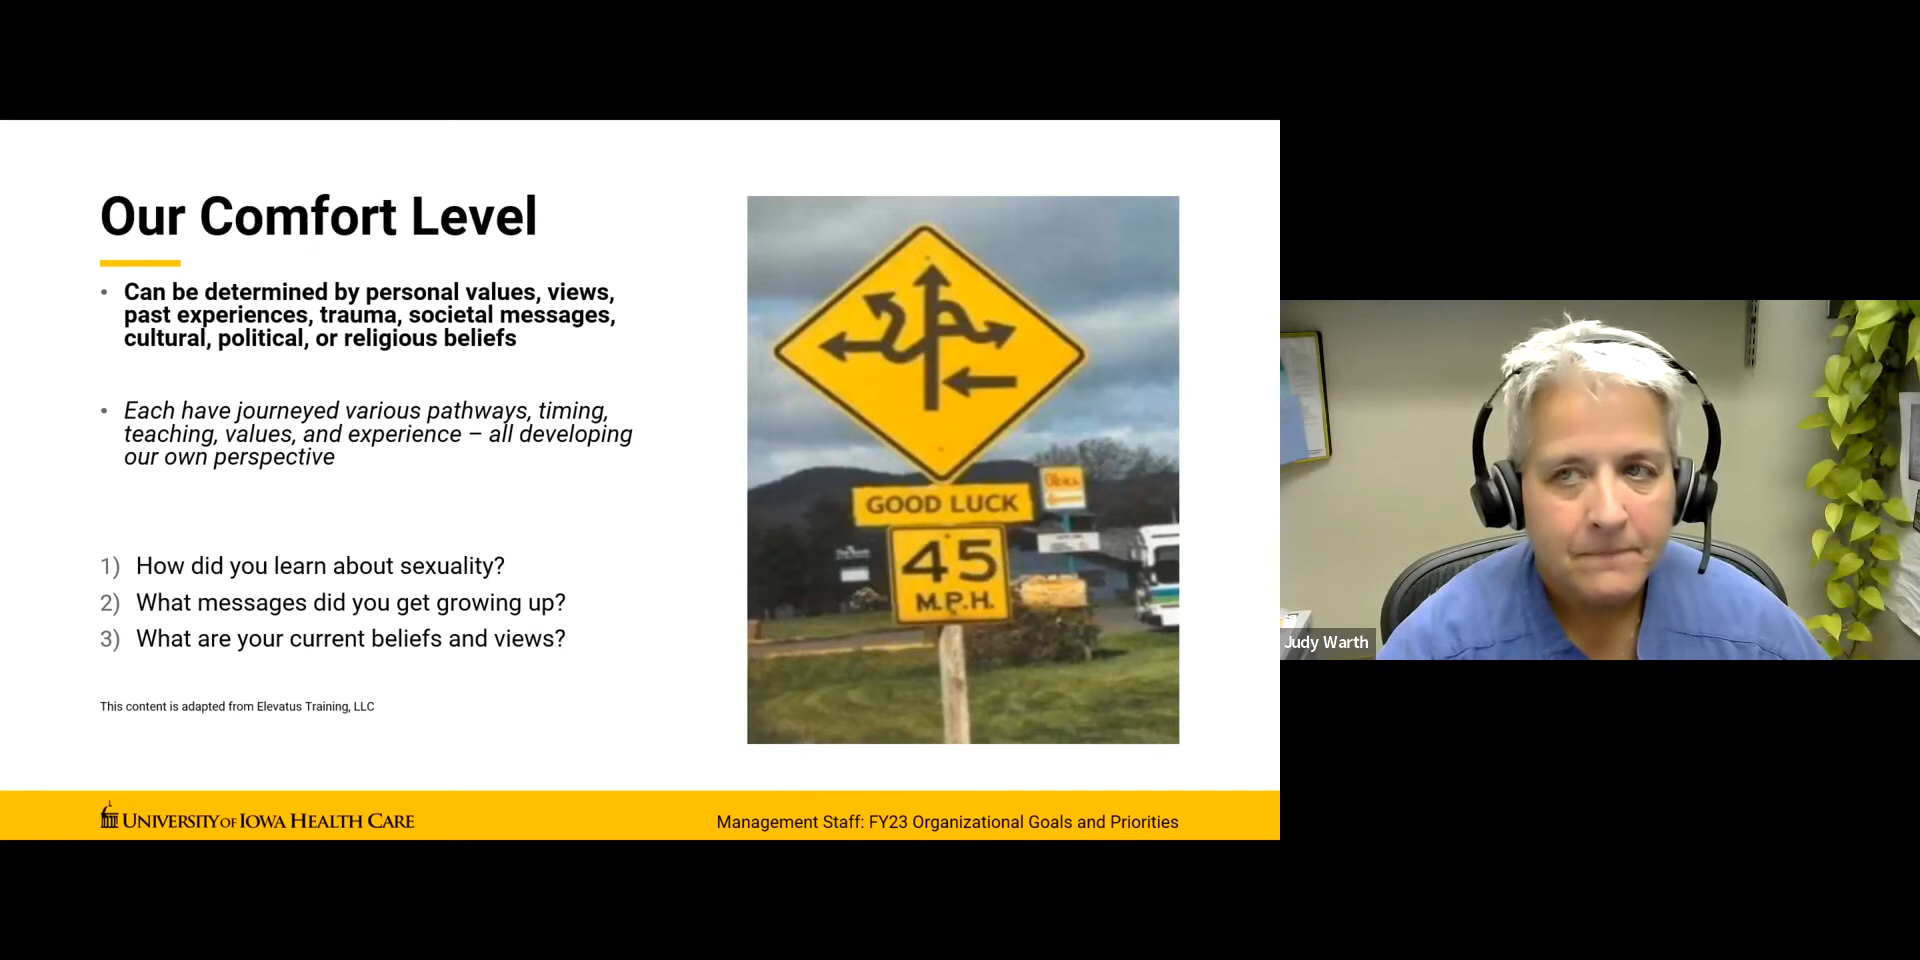 Our Comfort Level
• Can be determined by personal values, views,
past experiences, trauma, societal messages,
cultural, political, or religious beliefs
• Each have journeyed various pathways, timing,
teaching, values, and experience – all developing
our own perspective
1) How did you learn about sexuality?
2) What messages did you get growing up?
3) What are your current beliefs and views?
This content is adapted from Elevatus Training, LLC
GOOD LUCK
45
M.P.H.
UNIVERSITY OF IOWA HEALTH CARE
Management Staff: FY23 Organizational Goals and Priorities
Judy Warth